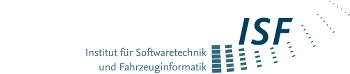 ISF
Institut für Softwaretechnik
und Fahrzeuginformatik